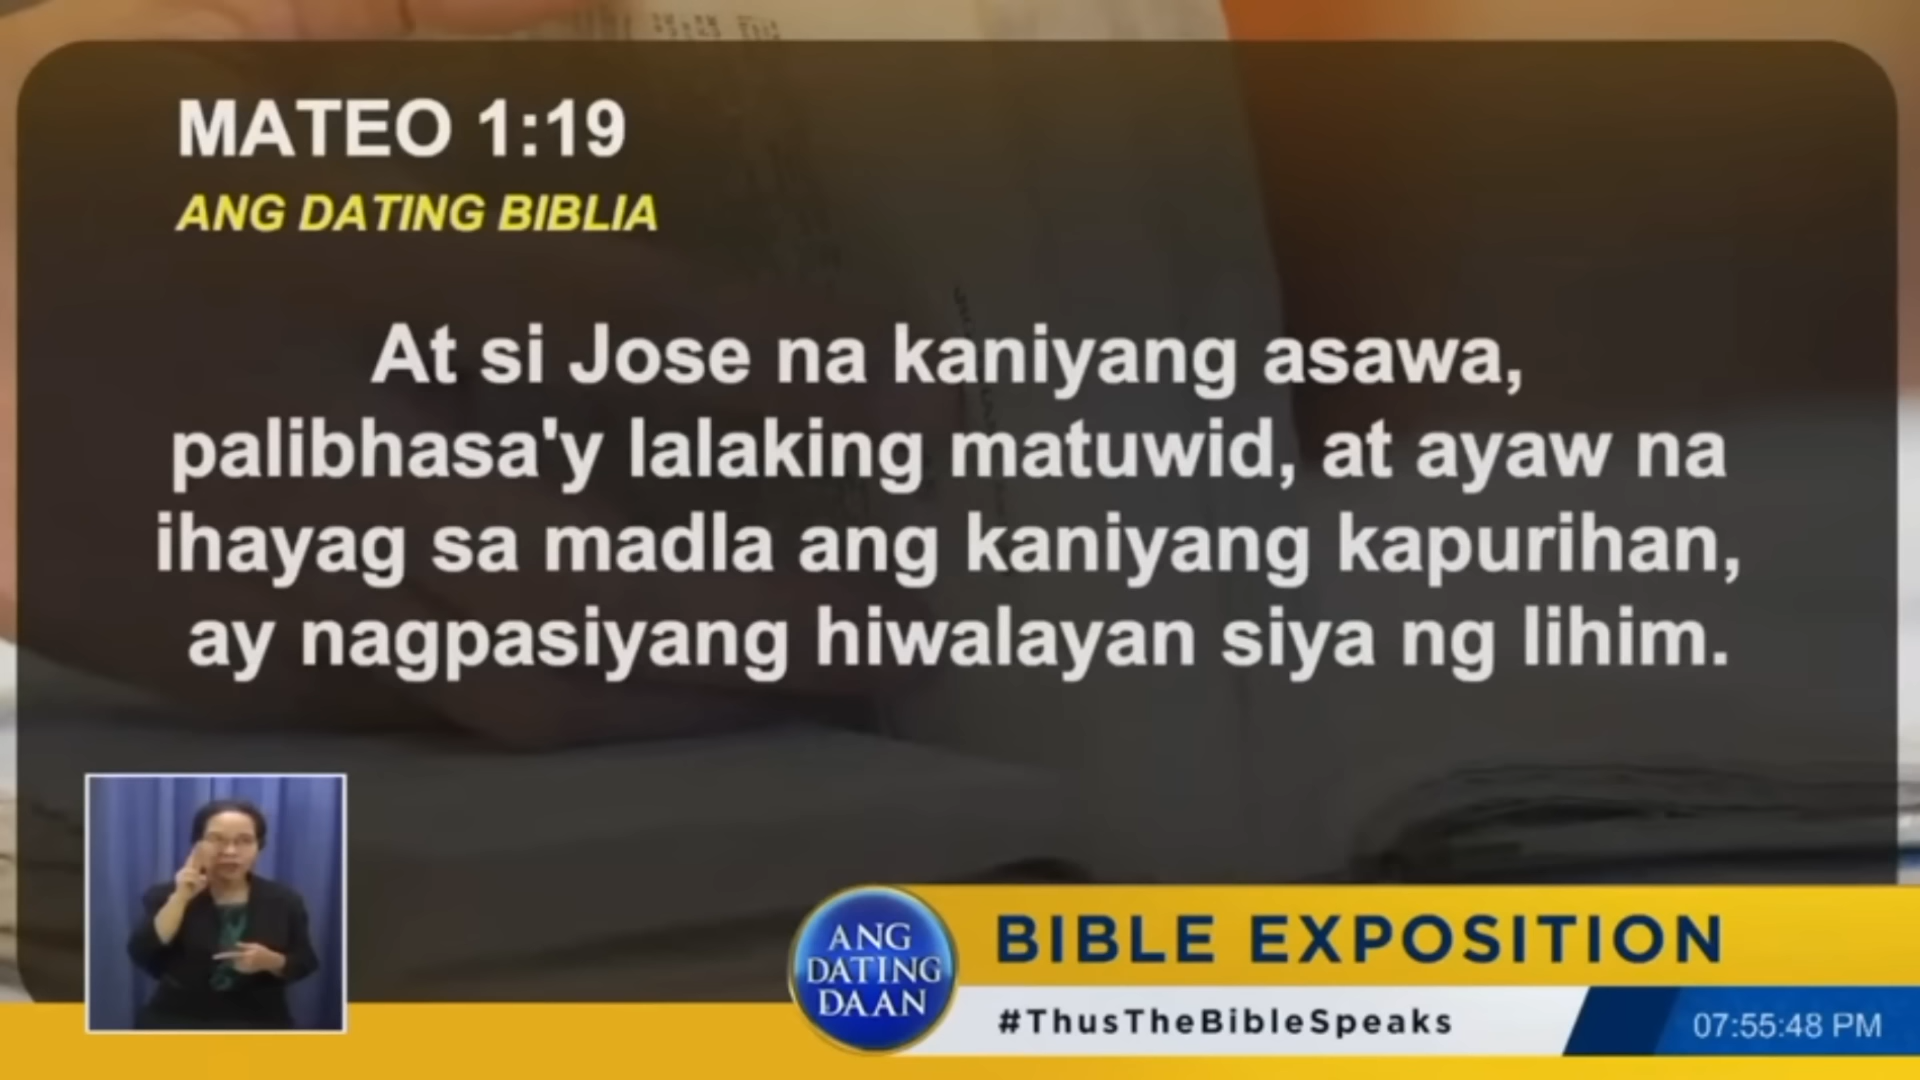 MATEO 1:19
ANG DATING BIBLIA
At si Jose na kaniyang asawa,
palibhasa'y lalaking matuwid, at ayaw na
ihayag sa madla ang kaniyang kapurihan,
ay nagpasiyang hiwalayan siya ng lihim.
ANG
DATING
DAAN
BIBLE EXPOSITION
#ThusTheBibleSpeaks
07:55:48 PM